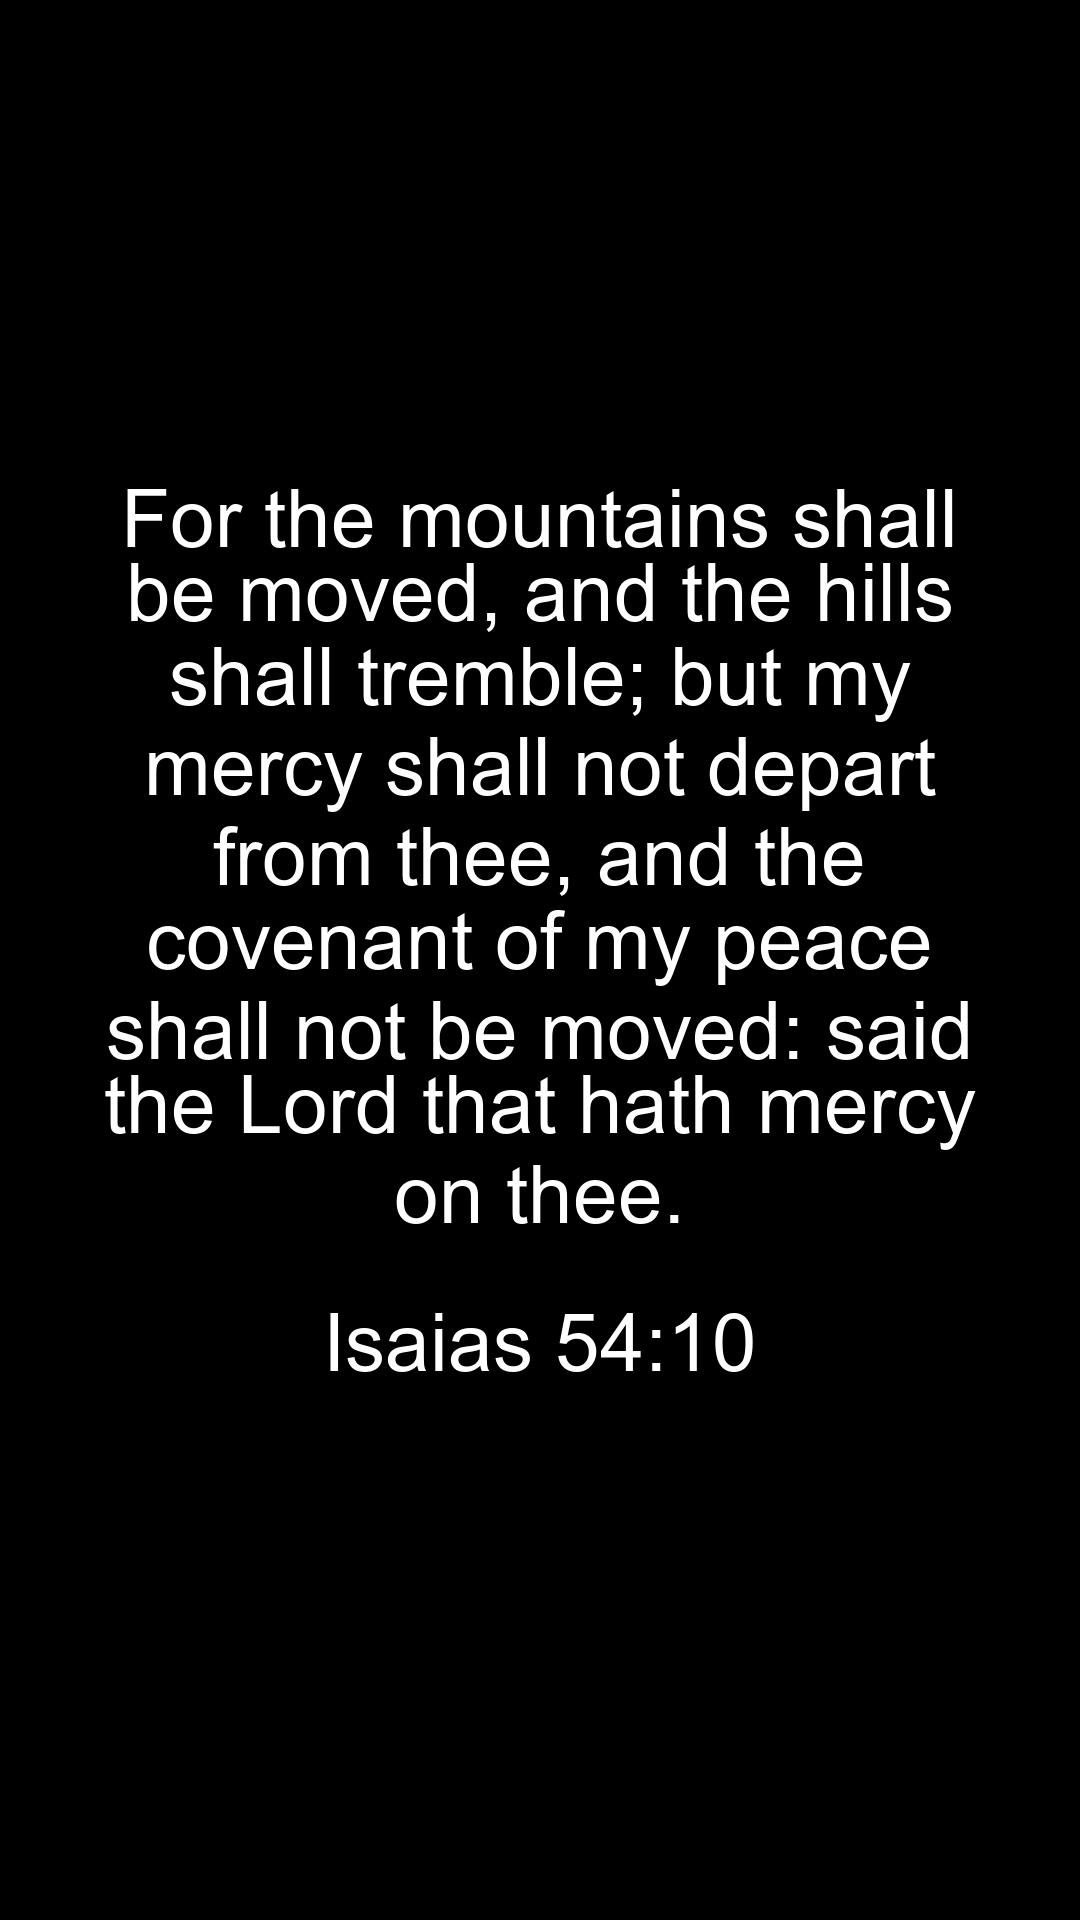 For the mountains shall
be moved, and the hills
shall tremble; but my
mercy shall not depart
from thee, and the
covenant of my peace
shall not be moved: said
the Lord that hath mercy
on thee.
Isaias 54:10